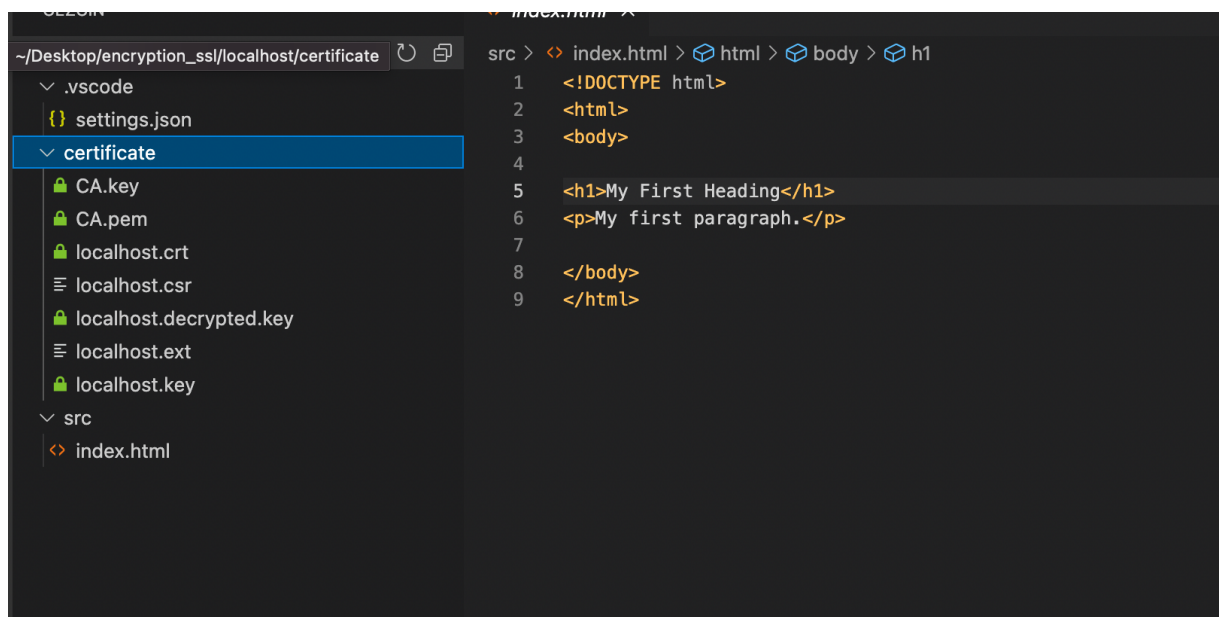 index.html ×
~/Desktop/encryption_ssl/localhost/certificate
.vscode
{} settings.json
certificate
CA.key
CA.pem
localhost.crt
localhost.csr
localhost.decrypted.key
localhost.ext
localhost.key
src
<> index.html
src > <> index.html > html > body > h1
1 <!DOCTYPE html>
2 <html>
3 <body>
4
5 <h1>My First Heading</h1>
6 <p>My first paragraph.</p>
7
8 </body>
9 </html>